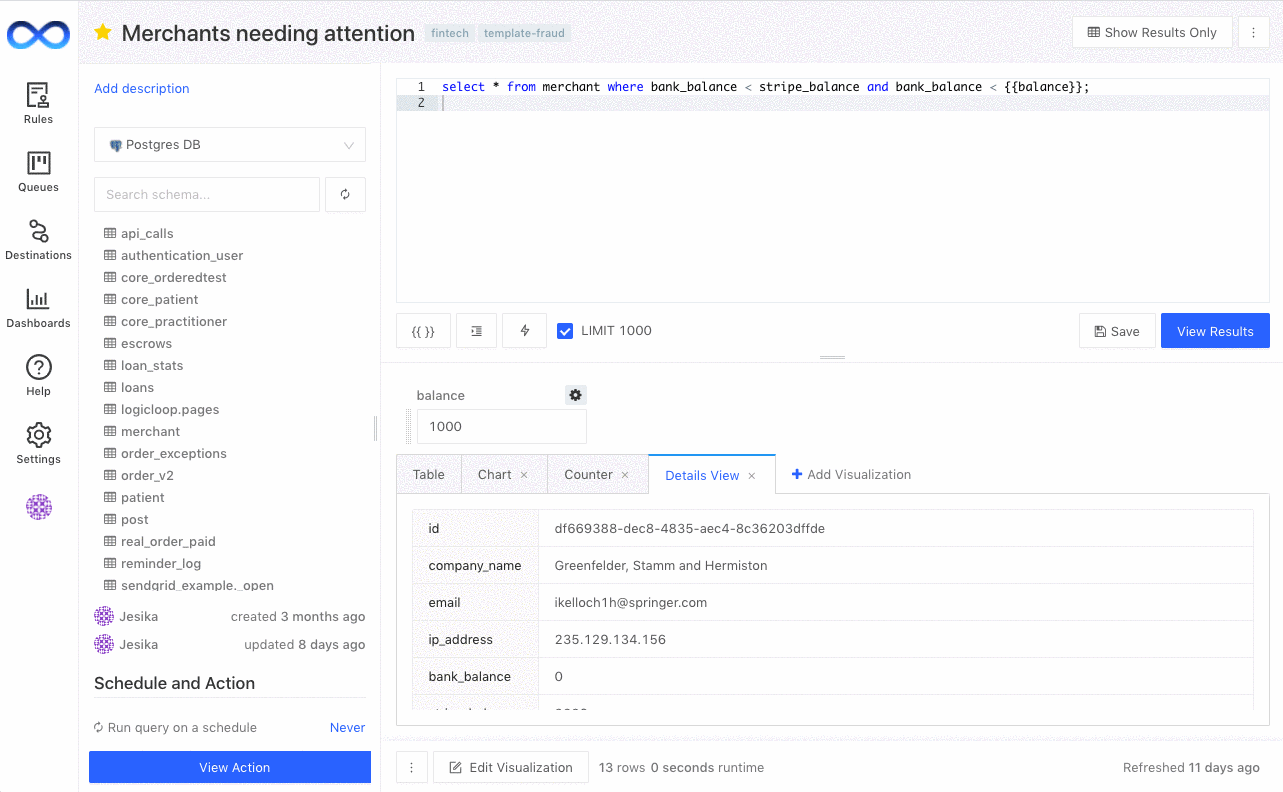 Merchants needing attention
fintech
template-fraud
Show Results Only
Rules
Queues
Destinations
Dashboards
Help
Settings
Add description
Postgres DB
Search schema...
api_calls
authentication_user
core_orderedtest
core_patient
core_practitioner
escrows
loan_stats
loans
logicloop.pages
merchant
order_exceptions
order_v2
patient
post
real_order_paid
reminder_log
sendgrid_example._open
Jesika created 3 months ago
Jesika updated 8 days ago
Schedule and Action
Run query on a schedule Never
View Action
1 select * from merchant where bank_balance < stripe_balance and bank_balance < {{balance}};
2
{{ }}
LIMIT 1000
Save
View Results
balance
1000
Table
Chart ×
Counter ×
Details View ×
+ Add Visualization
id df669388-dec8-4835-aec4-8c36203dffde
company_name Greenfelder, Stamm and Hermiston
email ikelloch1h@springer.com
ip_address 235.129.134.156
bank_balance 0
Edit Visualization
13 rows 0 seconds runtime
Refreshed 11 days ago